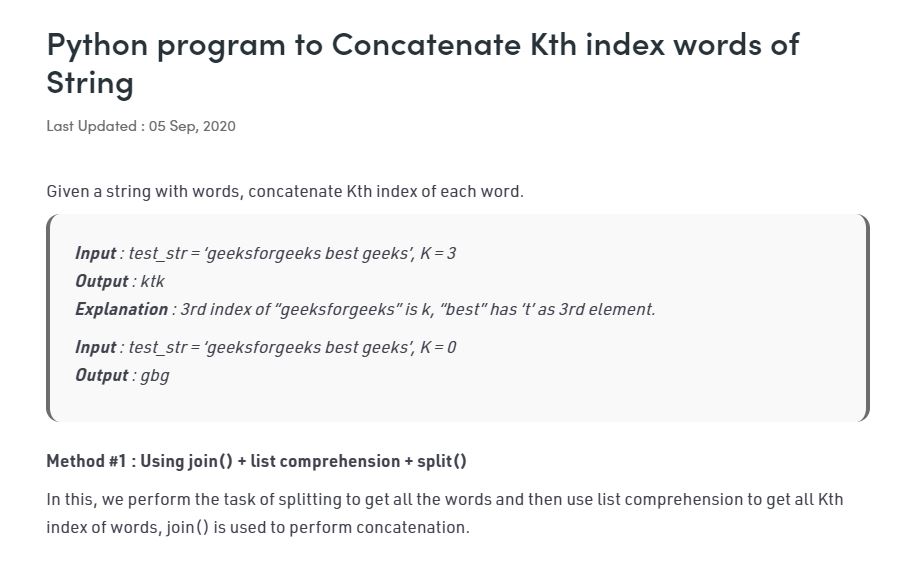 Python program to Concatenate Kth index words of
String
Last Updated : 05 Sep, 2020
Given a string with words, concatenate Kth index of each word.
Input : test_str = ‘geeksforgeeks best geeks’, K = 3
Output : ktk
Explanation : 3rd index of “geeksforgeeks” is k, “best” has ‘t’ as 3rd element.
Input : test_str = ‘geeksforgeeks best geeks’, K = 0
Output : gbg
Method #1 : Using join() + list comprehension + split()
In this, we perform the task of splitting to get all the words and then use list comprehension to get all Kth
index of words, join() is used to perform concatenation.